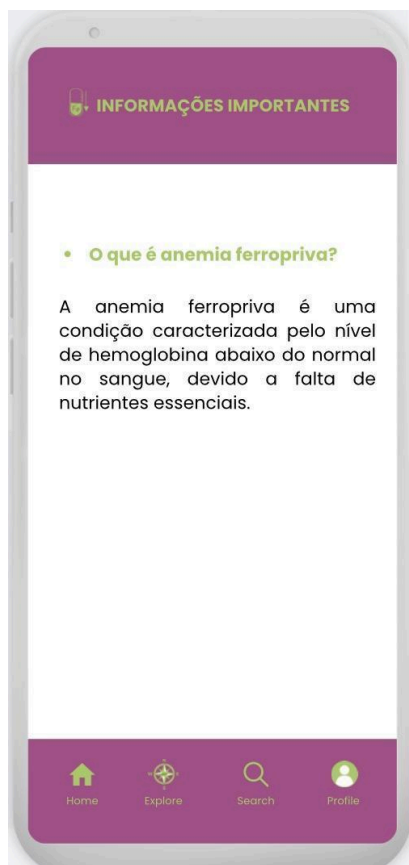 INFORMAÇÕES IMPORTANTES
• O que é anemia ferropriva?
A anemia ferropriva é uma
condição caracterizada pelo nível
de hemoglobina abaixo do normal
no sangue, devido a falta de
nutrientes essenciais.
Home Explore Search Profile